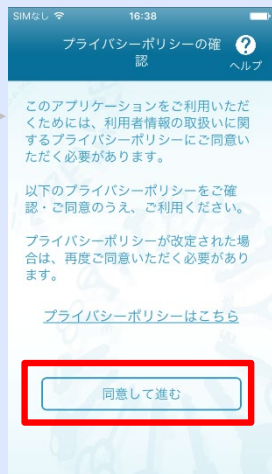 SIMなし 16:38
プライバシーポリシーの確
認
?
ヘルプ
このアプリケーションをご利用いただ
くためには、利用者情報の取扱いに関
するプライバシーポリシーにご同意い
ただく必要があります。
以下のプライバシーポリシーをご確
認・ご同意のうえ、ご利用ください。
プライバシーポリシーが改定された場
合は、再度ご同意いただく必要があり
ます。
プライバシーポリシーはこちら
同意して進む